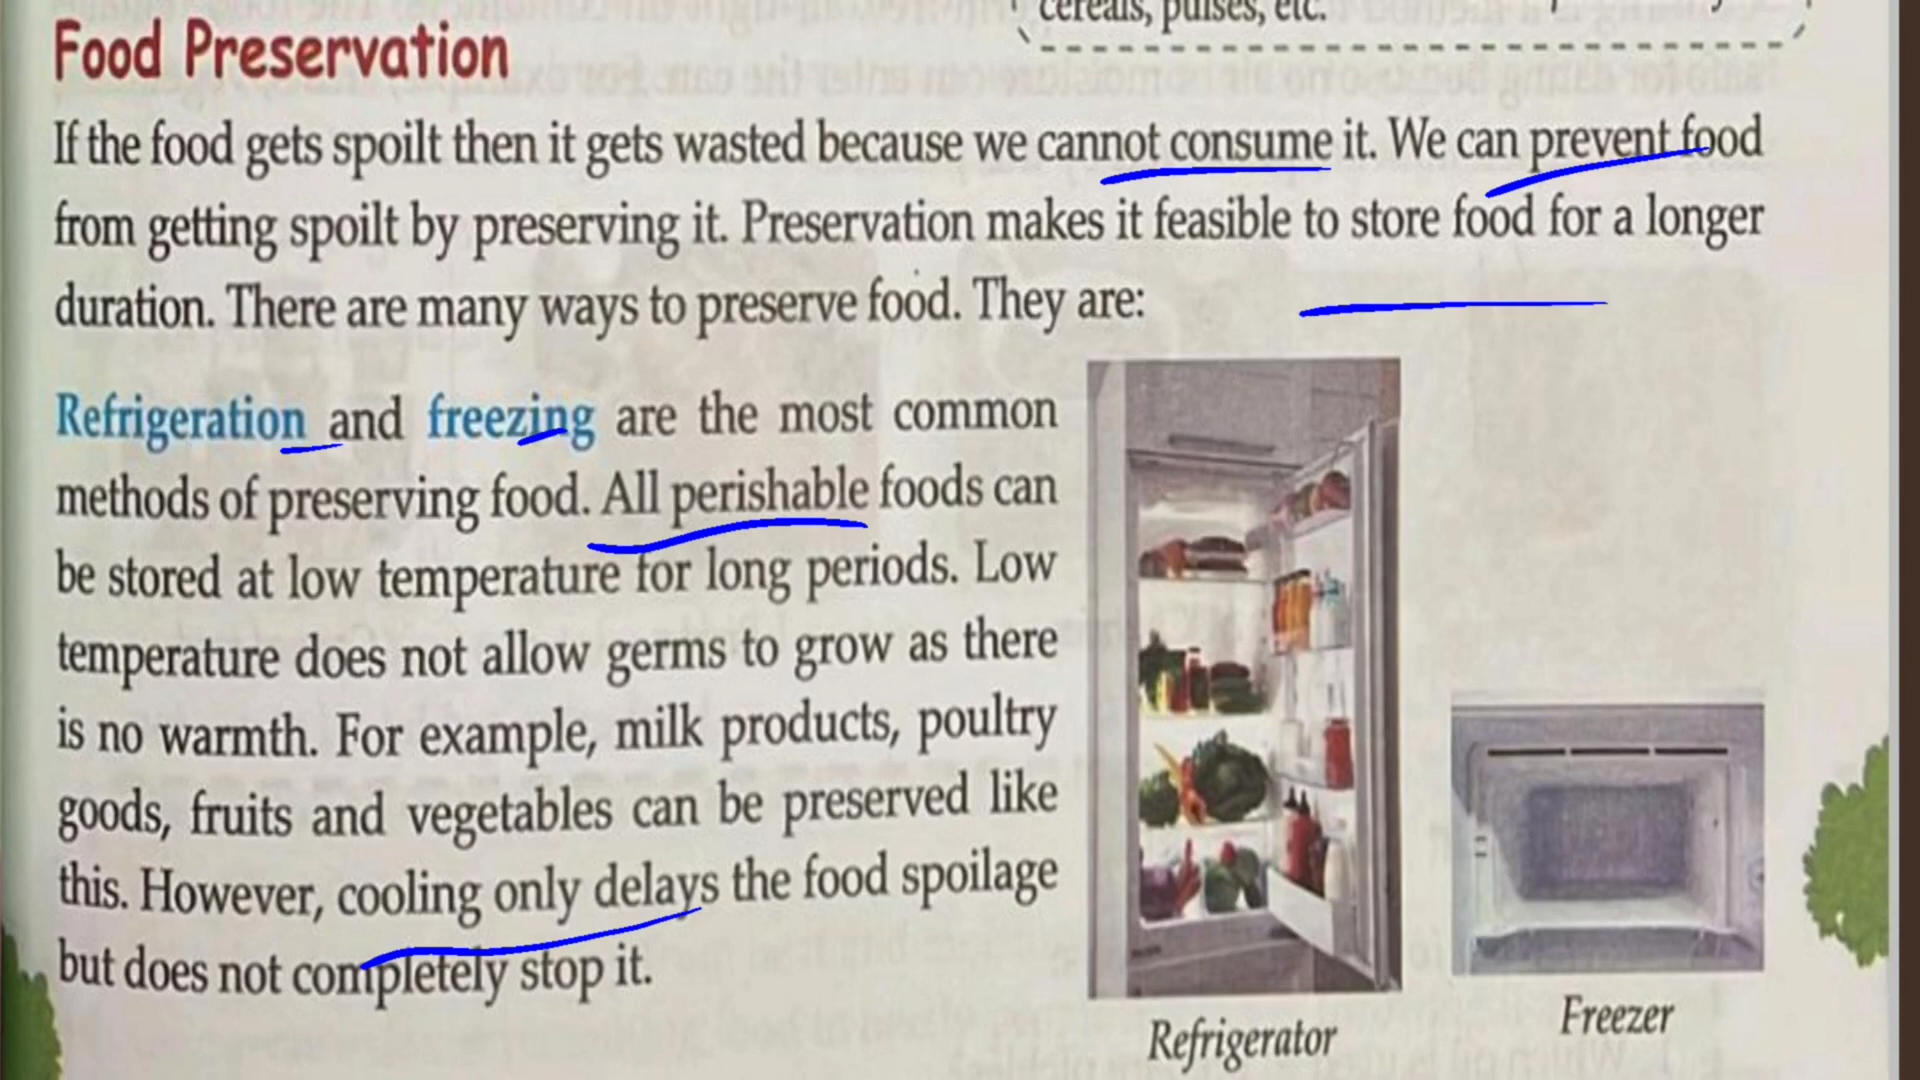 cereals, pulses, etc.
Food Preservation
If the food gets spoilt then it gets wasted because we cannot consume it. We can prevent food
from getting spoilt by preserving it. Preservation makes it feasible to store food for a longer
duration. There are many ways to preserve food. They are:
Refrigeration and freezing are the most common
methods of preserving food. All perishable foods can
be stored at low temperature for long periods. Low
temperature does not allow germs to grow as there
is no warmth. For example, milk products, poultry
goods, fruits and vegetables can be preserved like
this. However, cooling only delays the food spoilage
but does not completely stop it.
Refrigerator
Freezer